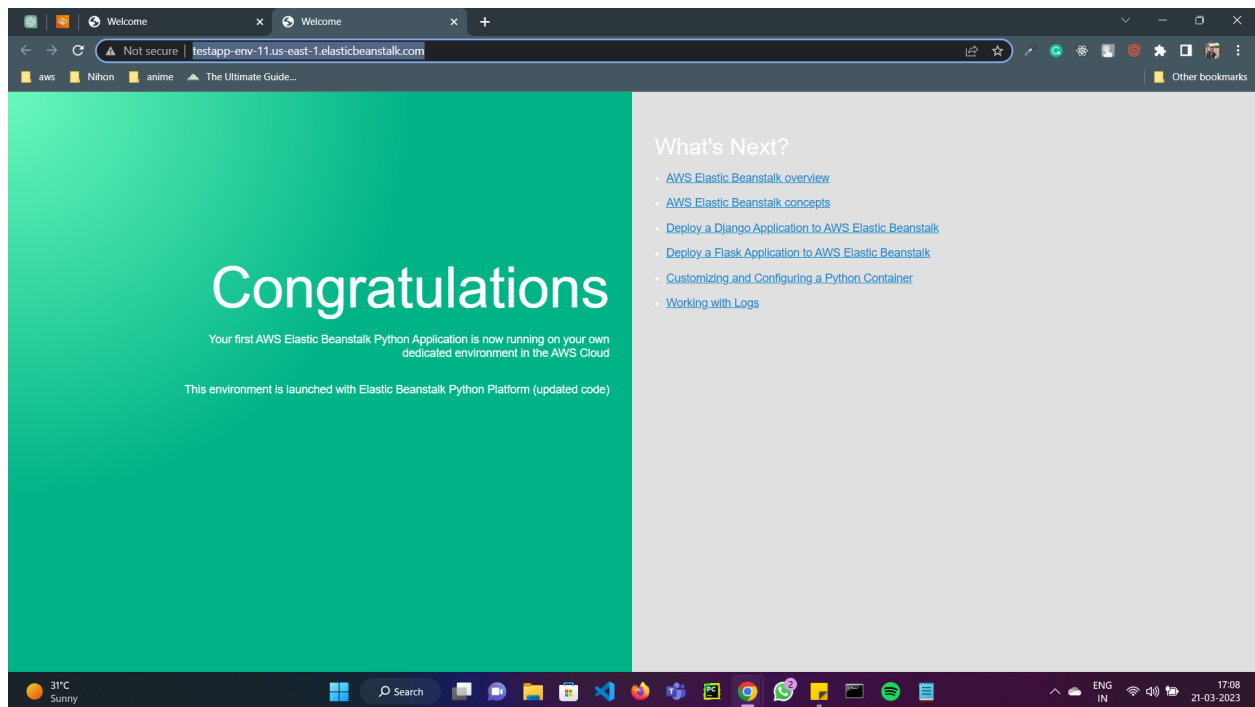 Welcome
Welcome
Not secure
testapp-env-11.us-east-1.elasticbeanstalk.com
aws
Nihon
anime
The Ultimate Guide...
Other bookmarks
Congratulations
Your first AWS Elastic Beanstalk Python Application is now running on your own
dedicated environment in the AWS Cloud
This environment is launched with Elastic Beanstalk Python Platform (updated code)
What's Next?
AWS Elastic Beanstalk overview
AWS Elastic Beanstalk concepts
Deploy a Django Application to AWS Elastic Beanstalk
Deploy a Flask Application to AWS Elastic Beanstalk
Customizing and Configuring a Python Container
Working with Logs
31°C
Sunny
Search
PC
2
ENG
IN
17:08
21-03-2023